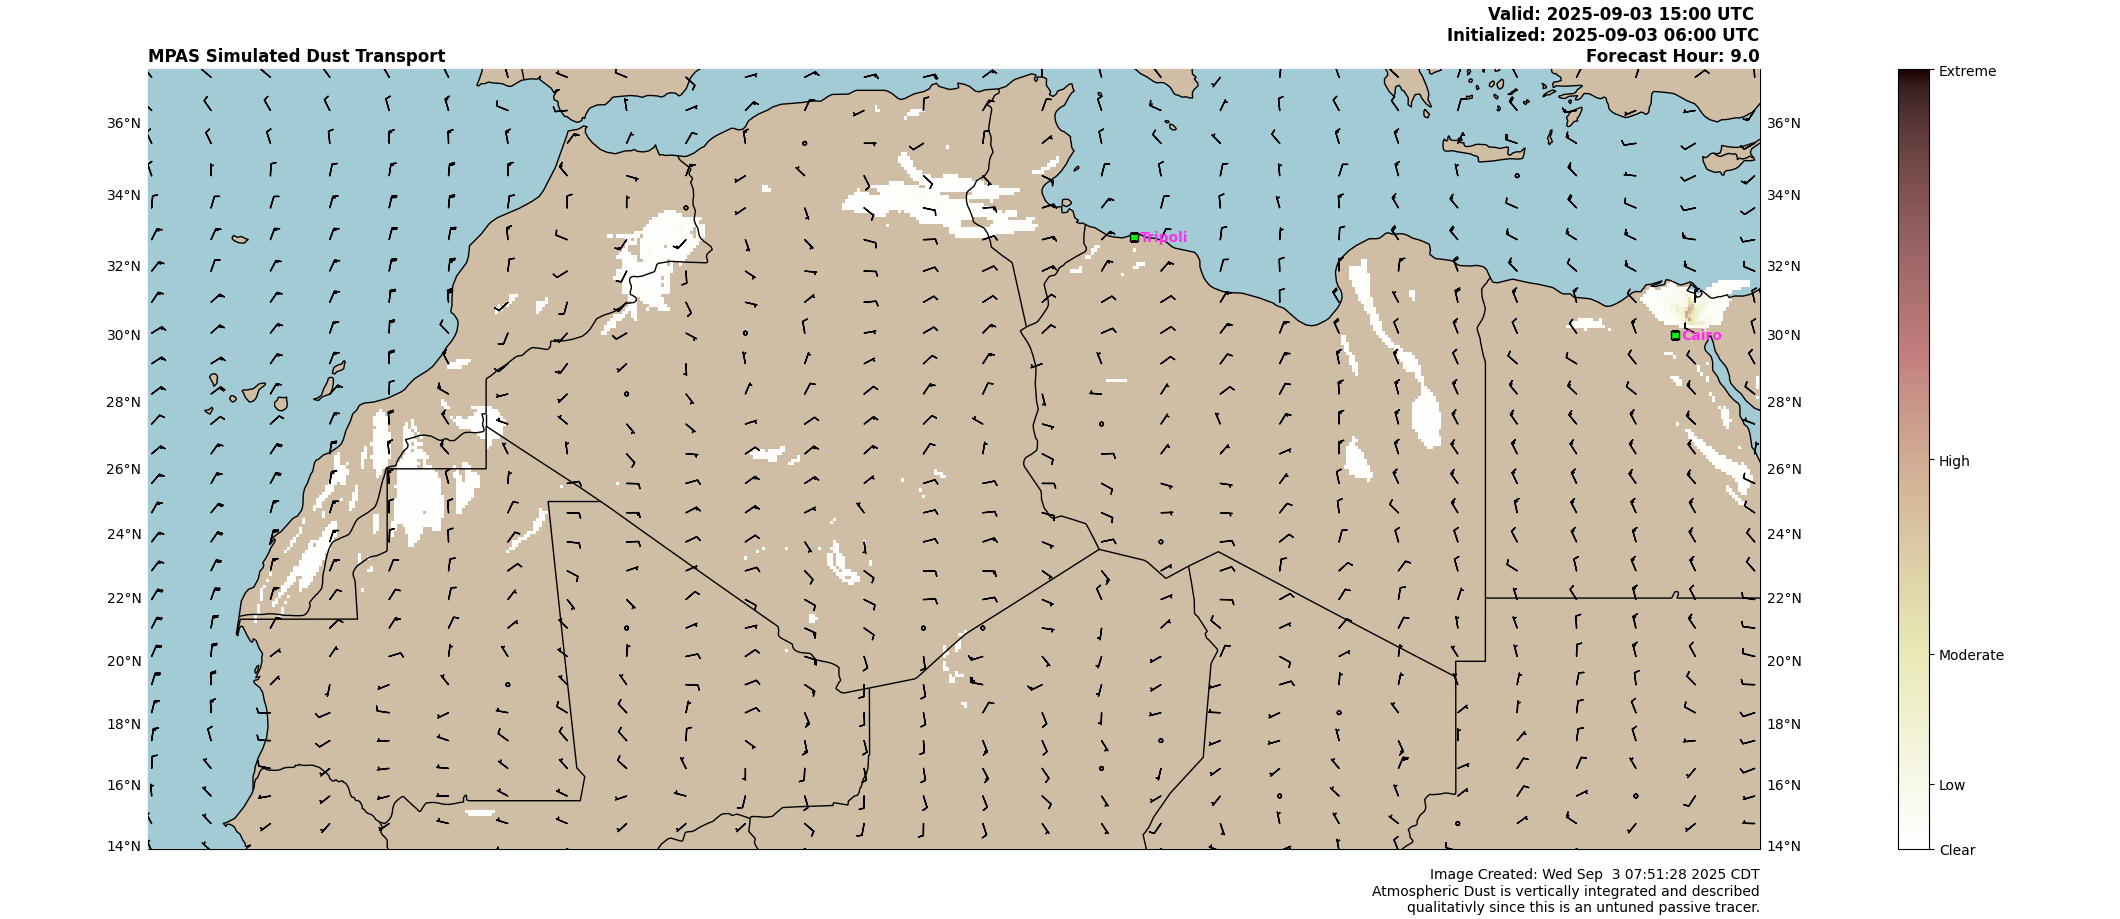 Valid: 2025-09-03 15:00 UTC
Initialized: 2025-09-03 06:00 UTC
MPAS Simulated Dust Transport
Forecast Hour: 9.0
Extreme
36°N
36°N
34°N
34°N
Tripoli
32°N
32°N
30°N
Cairo
30°N
28°N
28°N
High
26°N
26°N
24°N
24°N
22°N
22°N
20°N
20°N
Moderate
18°N
18°N
16°N
16°N
Low
14°N
14°N
Clear
Image Created: Wed Sep  3 07:51:28 2025 CDT
Atmospheric Dust is vertically integrated and described
qualitativly since this is an untuned passive tracer.